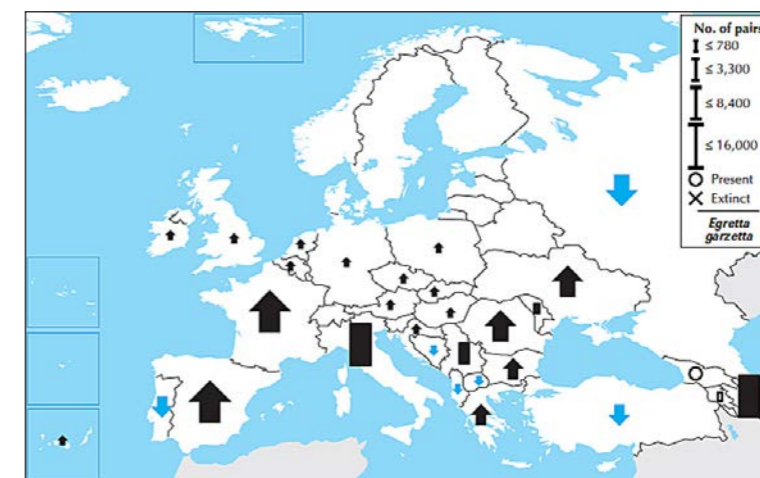 No. of pairs
≤ 780
≤ 3,300
≤ 8,400
≤ 16,000
Present
Extinct
Egretta
garzetta